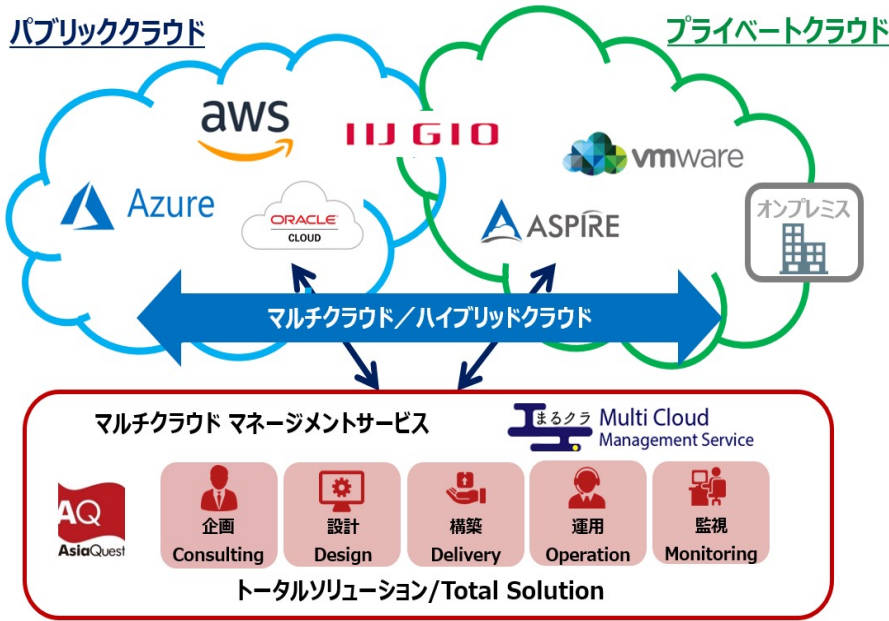 パブリッククラウド
プライベートクラウド
aws
IIJ GIO
vmware
Azure
ORACLE
CLOUD
ASPIRE
オンプレミス
マルチクラウド／ハイブリッドクラウド
マルチクラウド マネージメントサービス
まるクラ
Multi Cloud
Management Service
AQ
AsiaQuest
企画
Consulting
設計
Design
構築
Delivery
運用
Operation
監視
Monitoring
トータルソリューション/Total Solution